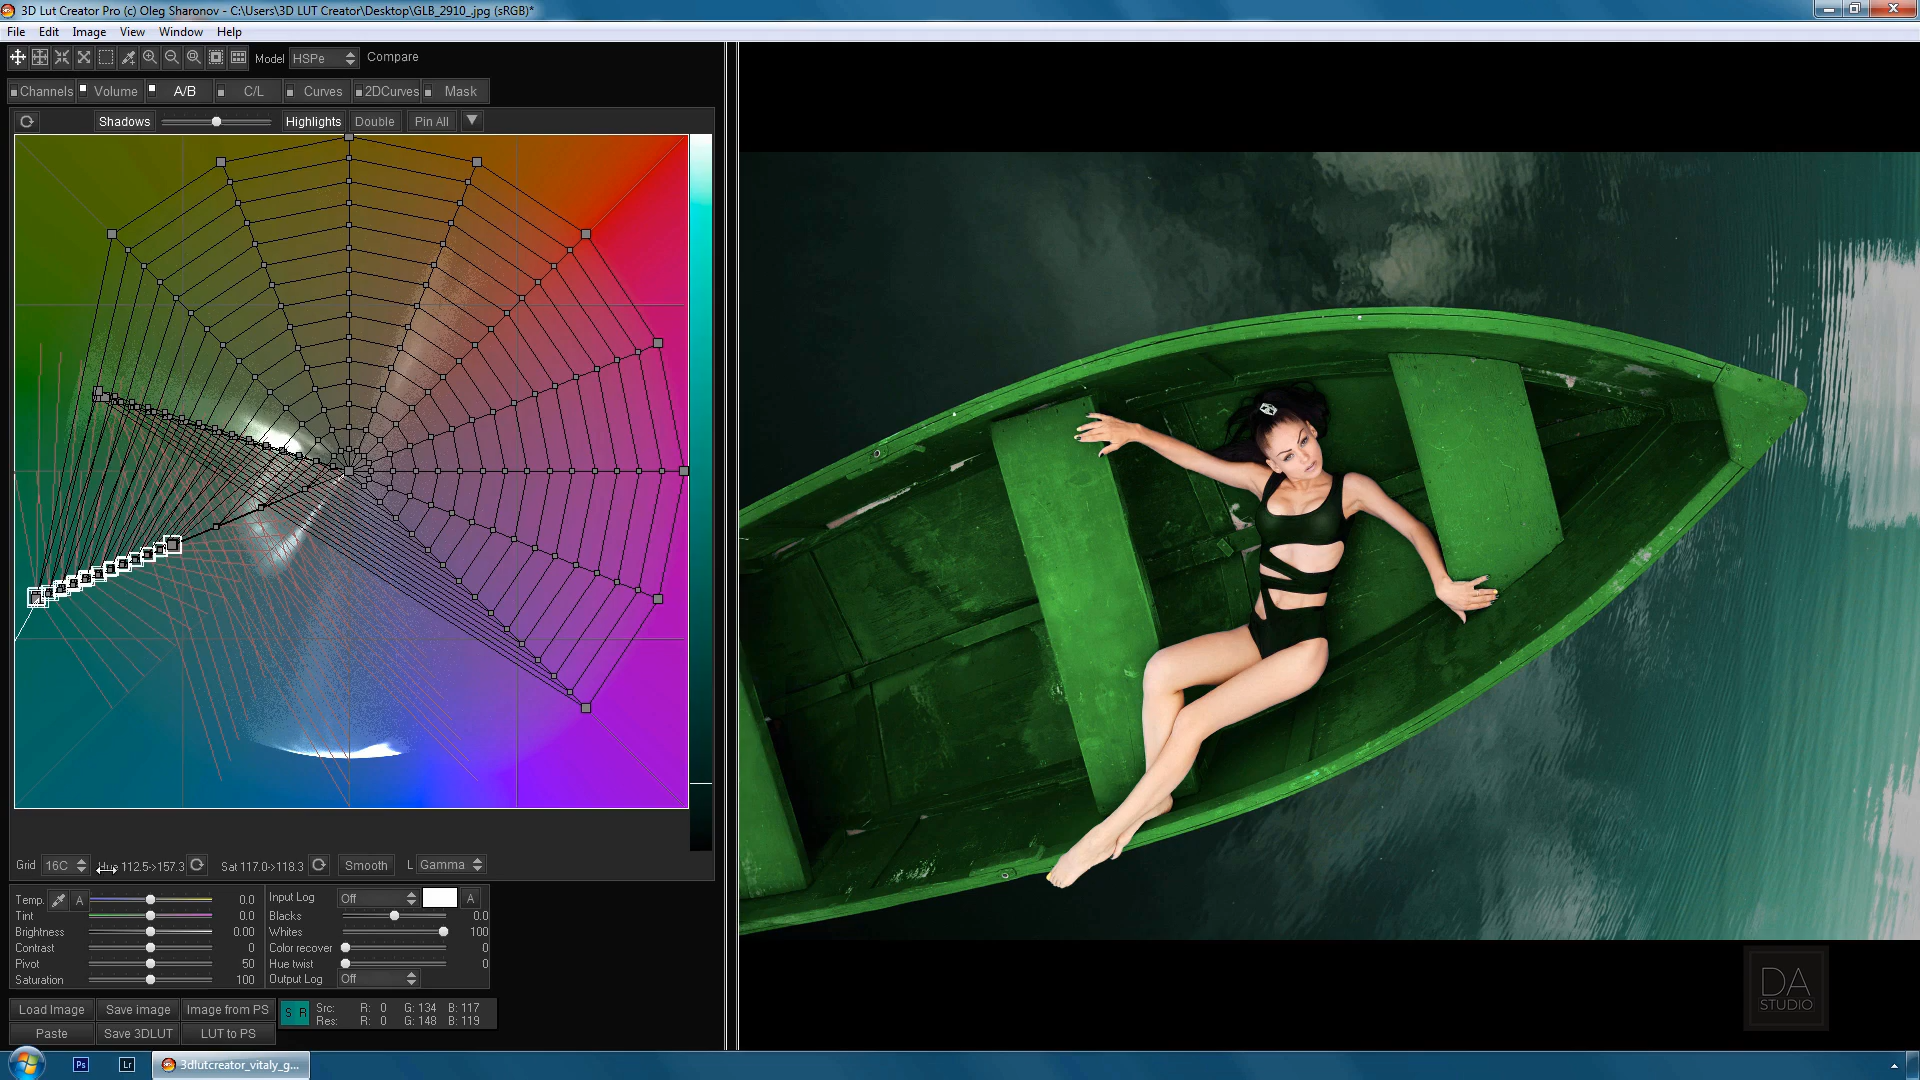 3D Lut Creator Pro (c) Oleg Sharonov - C:\Users\3D LUT Creator\Desktop\GLB_2910_.jpg (sRGB)*
File Edit Image View Window Help
Model HSPe Compare
Channels Volume A/B C/L Curves 2DCurves Mask
Shadows Highlights Double Pin All
Grid 16C Hue 112.5->157.3 Sat 117.0->118.3 Smooth L Gamma
Temp. A 0.0 Input Log Off A
Tint 0.0 Blacks 0.0
Brightness 0.00 Whites 100
Contrast 0 Color recover 0
Pivot 50 Hue twist 0
Saturation 100 Output Log Off
Load Image Save image Image from PS S R Src: R: 0 G: 134 B: 117
Res: R: 0 G: 148 B: 119
Paste Save 3DLUT LUT to PS
DA
STUDIO
Ps Lr 3dlutcreator_vitaly_g...